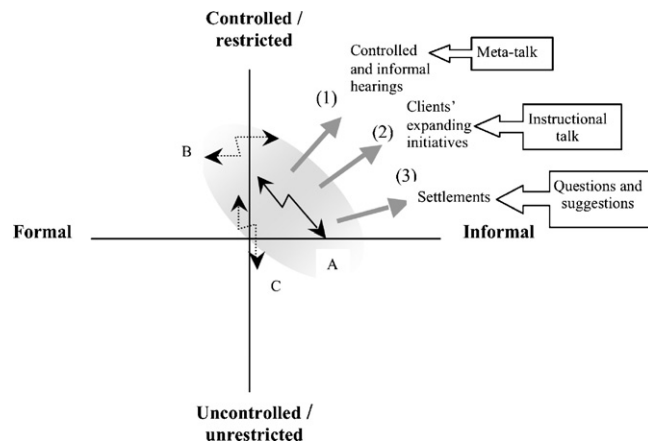 Controlled /
restricted
Controlled
and informal
hearings
Meta-talk
(1)
Clients'
expanding
initiatives
(2)
Instructional
talk
B
(3)
Settlements
Questions and
suggestions
Formal
Informal
A
C
Uncontrolled /
unrestricted